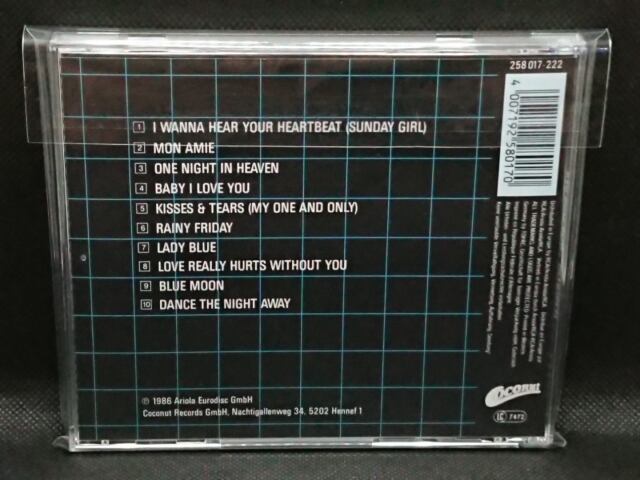 258 017-222
4 007192 580170
1 I WANNA HEAR YOUR HEARTBEAT (SUNDAY GIRL)
2 MON AMIE
3 ONE NIGHT IN HEAVEN
4 BABY I LOVE YOU
5 KISSES & TEARS (MY ONE AND ONLY)
6 RAINY FRIDAY
7 LADY BLUE
8 LOVE REALLY HURTS WITHOUT YOU
9 BLUE MOON
10 DANCE THE NIGHT AWAY
℗ 1986 Ariola Eurodisc GmbH
Coconut Records GmbH, Nachtigallenweg 34, 5202 Hennef 1
COCONUT
LC 7472